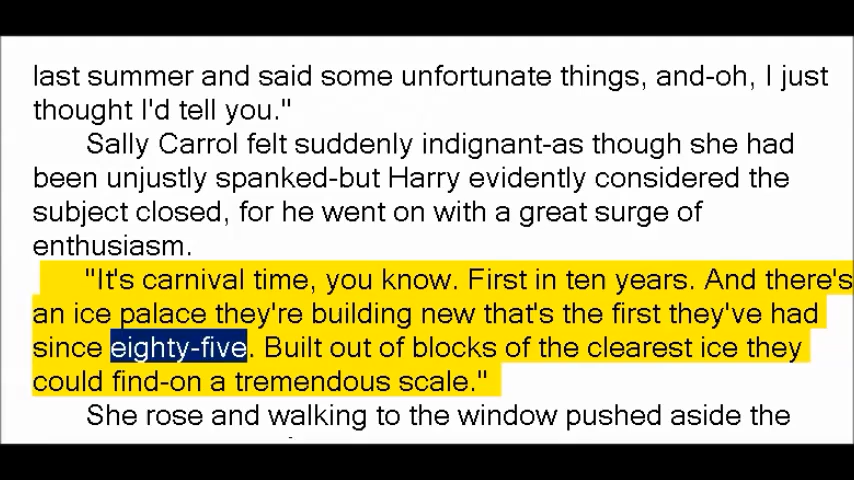 last summer and said some unfortunate things, and-oh, I just
thought I'd tell you."
Sally Carrol felt suddenly indignant-as though she had
been unjustly spanked-but Harry evidently considered the
subject closed, for he went on with a great surge of
enthusiasm.
"It's carnival time, you know. First in ten years. And there's
an ice palace they're building new that's the first they've had
since eighty-five. Built out of blocks of the clearest ice they
could find-on a tremendous scale."
She rose and walking to the window pushed aside the